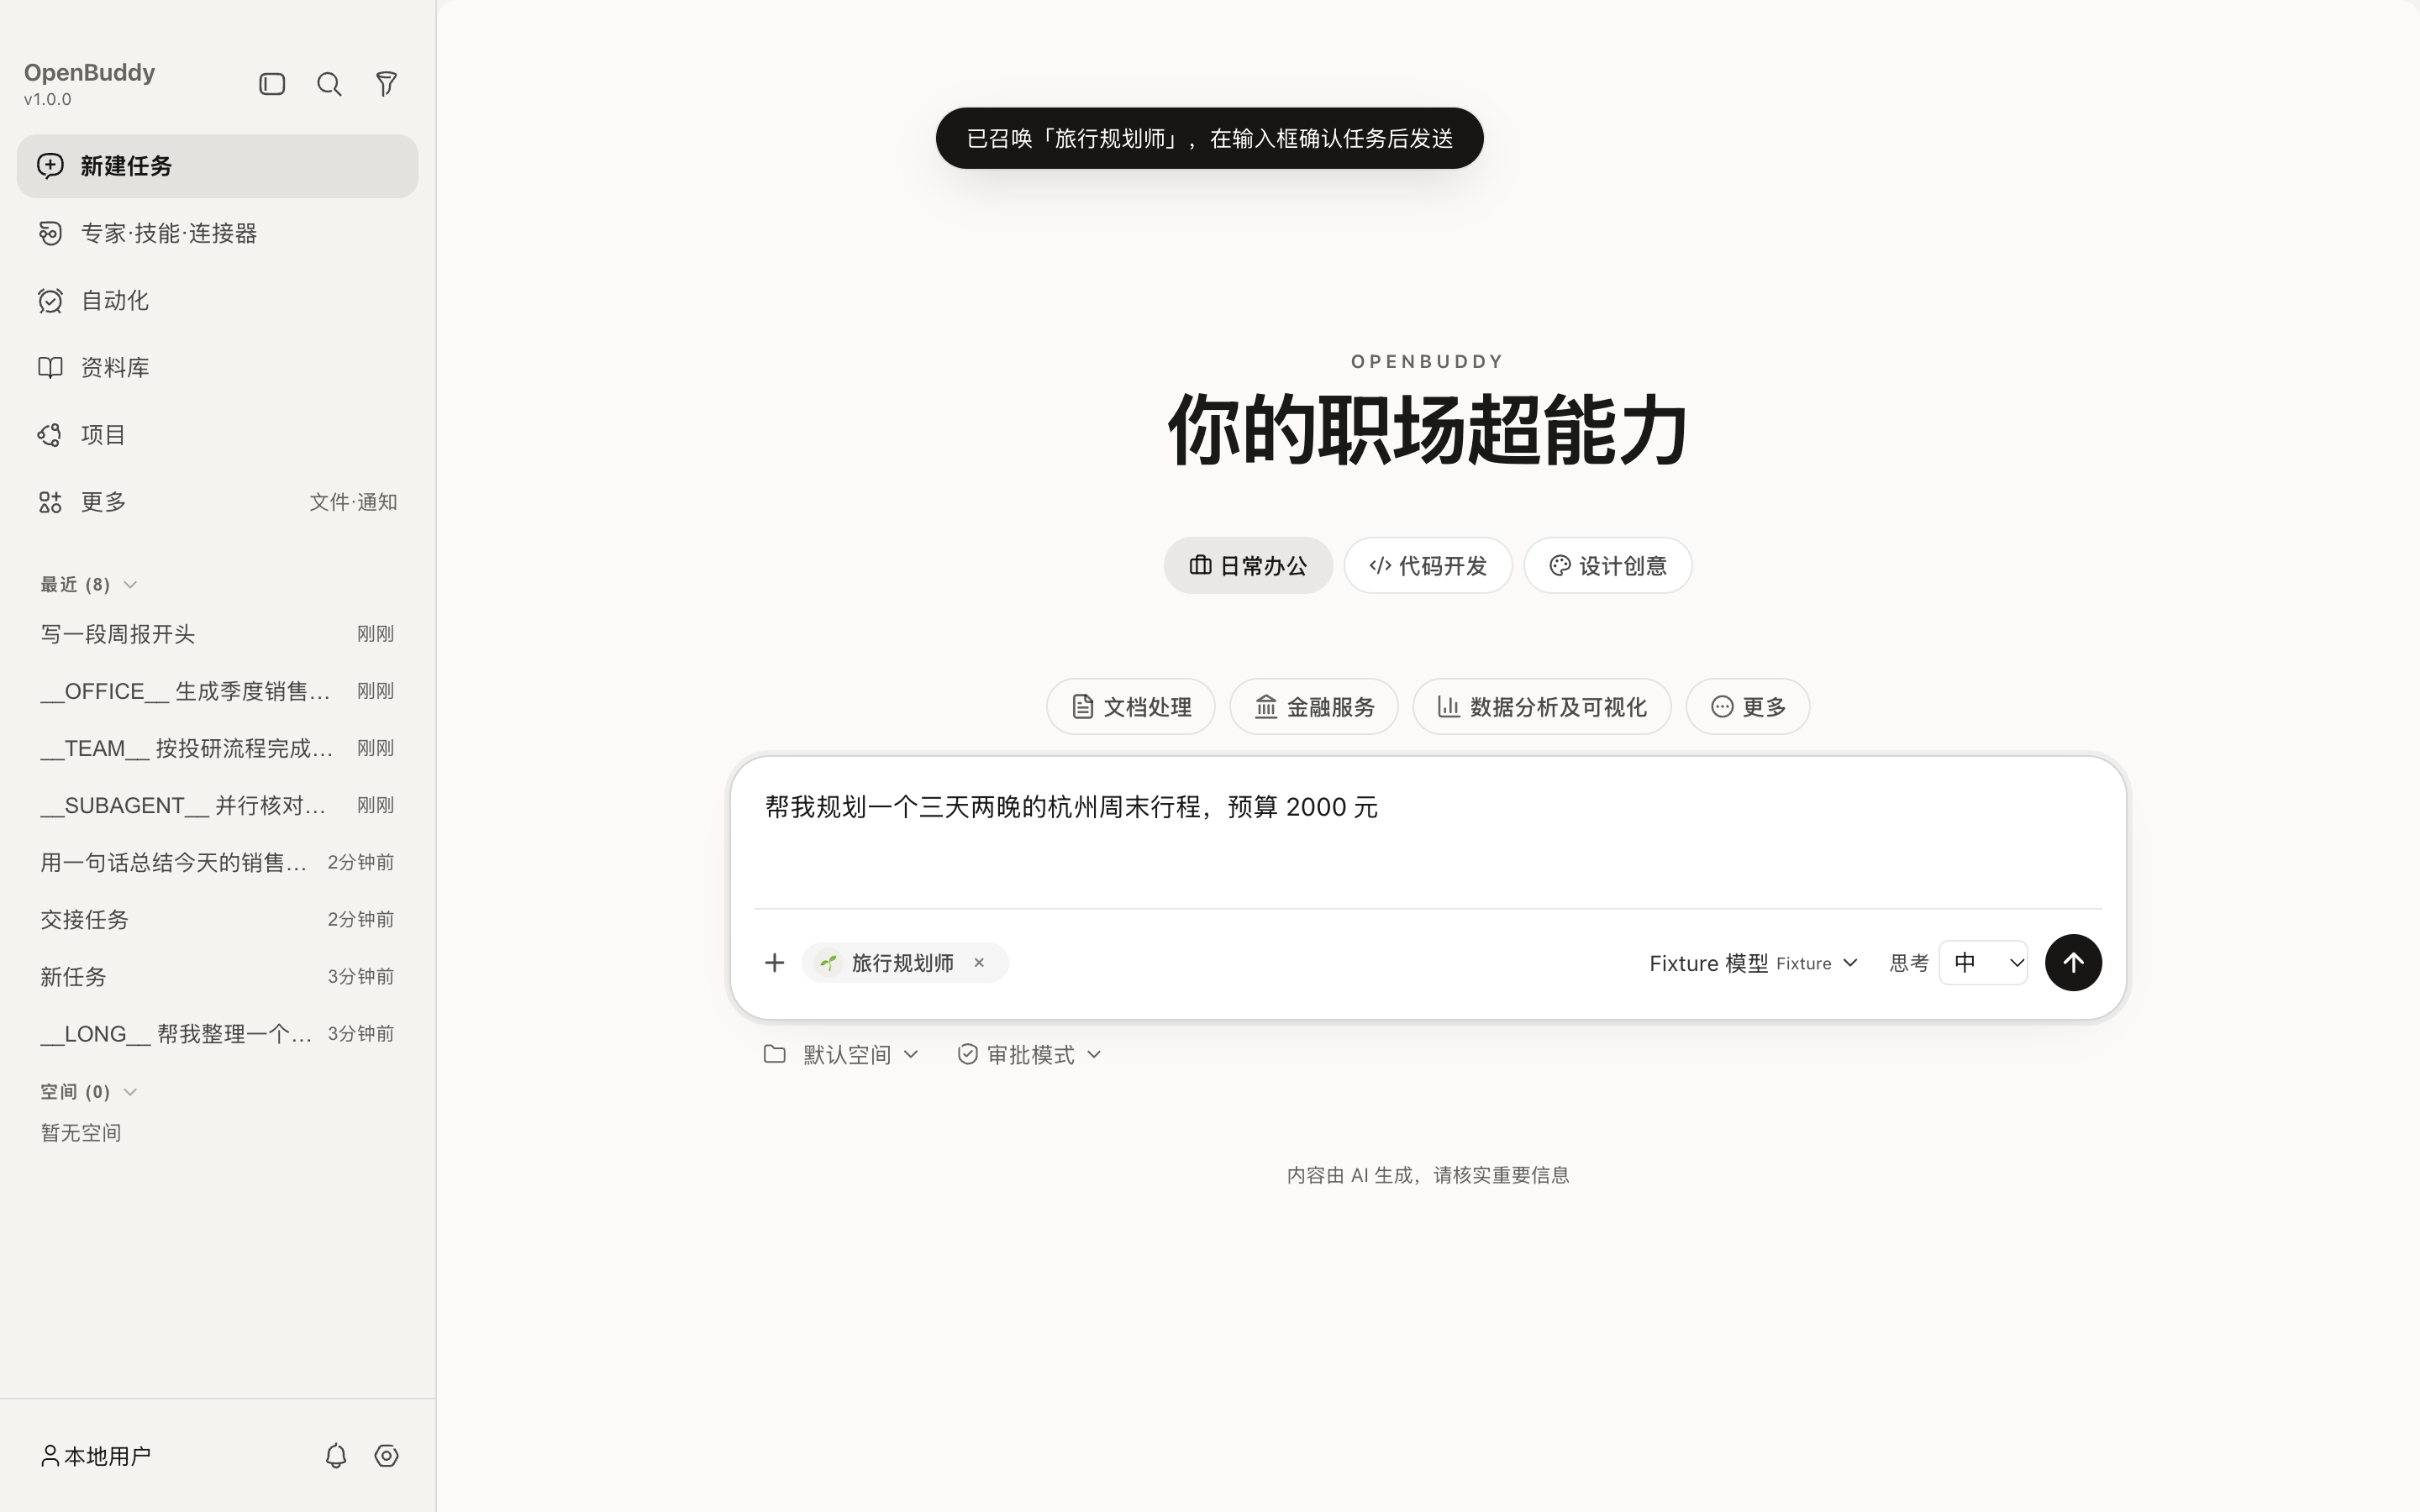 OpenBuddy
v1.0.0
新建任务
专家·技能·连接器
自动化
资料库
项目
更多 文件·通知
最近 (8)
写一段周报开头 刚刚
__OFFICE__ 生成季度销售… 刚刚
__TEAM__ 按投研流程完成… 刚刚
__SUBAGENT__ 并行核对… 刚刚
用一句话总结今天的销售… 2分钟前
交接任务 2分钟前
新任务 3分钟前
__LONG__ 帮我整理一个… 3分钟前
空间 (0)
暂无空间
本地用户
已召唤「旅行规划师」，在输入框确认任务后发送
OPENBUDDY
你的职场超能力
日常办公 代码开发 设计创意
文档处理 金融服务 数据分析及可视化 更多
帮我规划一个三天两晚的杭州周末行程，预算 2000 元
旅行规划师 × Fixture 模型 Fixture 思考 中
默认空间 审批模式
内容由 AI 生成，请核实重要信息